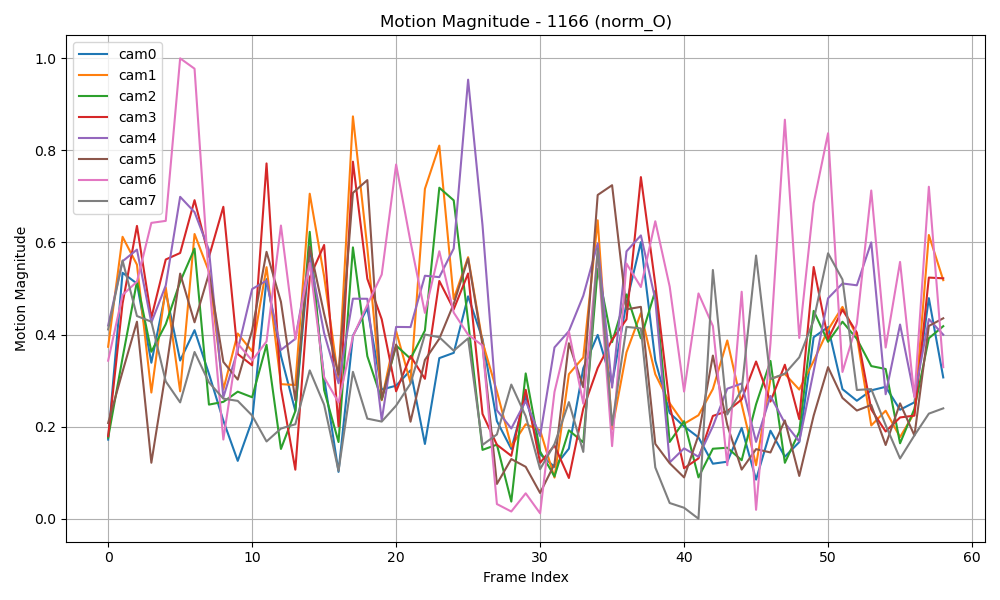 Motion Magnitude - 1166 (norm_O)
cam0
cam1
cam2
cam3
cam4
cam5
cam6
cam7
Motion Magnitude
1.0
0.8
0.6
0.4
0.2
0.0
0 10 20 30 40 50 60
Frame Index